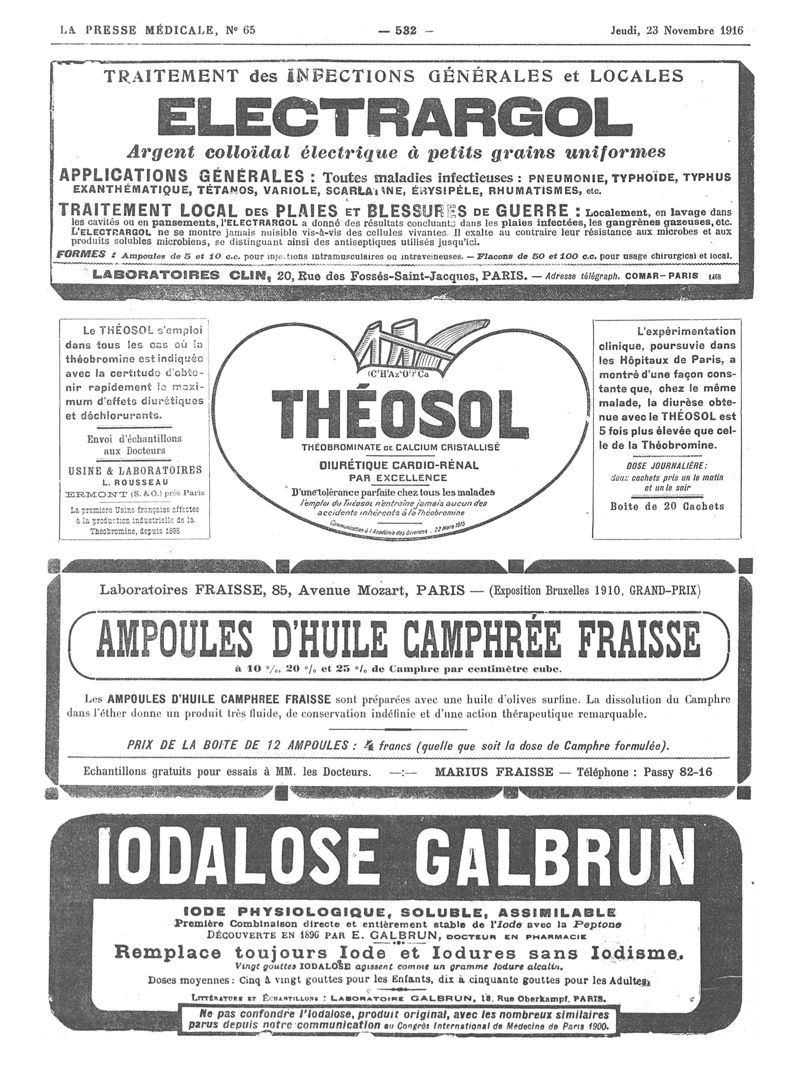 LA PRESSE MÉDICALE, N° 65 — 532 — Jeudi, 23 Novembre 1916
TRAITEMENT des INFECTIONS GÉNÉRALES et LOCALES
ELECTRARGOL
Argent colloïdal électrique à petits grains uniformes
APPLICATIONS GÉNÉRALES : Toutes maladies infectieuses : PNEUMONIE, TYPHOÏDE, TYPHUS
EXANTHÉMATIQUE, TÉTANOS, VARIOLE, SCARLATINE, ÉRYSIPÈLE, RHUMATISMES, etc.
TRAITEMENT LOCAL DES PLAIES ET BLESSURES DE GUERRE : Localement, en lavage dans
les cavités ou en pansements, l'ELECTRARGOL a donné des résultats concluants dans les plaies infectées, les gangrènes gazeuses, etc.
L'ELECTRARGOL ne se montre jamais nuisible vis-à-vis des cellules vivantes. Il exalte au contraire leur résistance aux microbes et aux
produits solubles microbiens, se distinguant ainsi des antiseptiques utilisés jusqu'ici.
FORMES : Ampoules de 5 et 10 c.c. pour injections intramusculaires ou intraveineuses. — Flacons de 50 et 100 c.c. pour usage chirurgical et local.
LABORATOIRES CLIN, 20, Rue des Fossés-Saint-Jacques, PARIS. — Adresse télégraph. COMAR-PARIS 1468
Le THÉOSOL s'emploi
dans tous les cas où la
théobromine est indiquée
avec la certitude d'obte-
nir rapidement le maxi-
mum d'effets diurétiques
et déchlorurants.
Envoi d'échantillons
aux Docteurs
USINE & LABORATOIRES
L. ROUSSEAU
ERMONT (S.&O.) près Paris
La première Usine française affectée
à la production industrielle de la
Théobromine, depuis 1896
(C⁷H⁷Az⁴O²)² Ca
THÉOSOL
THÉOBROMINATE DE CALCIUM CRISTALLISÉ
DIURÉTIQUE CARDIO-RÉNAL
PAR EXCELLENCE
D'une tolérance parfaite chez tous les malades
l'emploi du Théosol n'entraîne jamais aucun des
accidents inhérents à la Théobromine
Communication à l'Académie des Sciences - 22 Mars 1915
L'expérimentation
clinique, poursuivie dans
les Hôpitaux de Paris, a
montré d'une façon cons-
tante que, chez le même
malade, la diurèse obte-
nue avec le THÉOSOL est
5 fois plus élevée que cel-
le de la Théobromine.
DOSE JOURNALIÈRE:
deux cachets pris un le matin
et un le soir
Boîte de 20 Cachets
Laboratoires FRAISSE, 85, Avenue Mozart, PARIS — (Exposition Bruxelles 1910, GRAND-PRIX)
AMPOULES D'HUILE CAMPHRÉE FRAISSE
à 10 %, 20 % et 25 % de Camphre par centimètre cube.
Les AMPOULES D'HUILE CAMPHREE FRAISSE sont préparées avec une huile d'olives surfine. La dissolution du Camphre
dans l'éther donne un produit très fluide, de conservation indéfinie et d'une action thérapeutique remarquable.
PRIX DE LA BOITE DE 12 AMPOULES : 4 francs (quelle que soit la dose de Camphre formulée).
Echantillons gratuits pour essais à MM. les Docteurs. —:— MARIUS FRAISSE — Téléphone : Passy 82-16
IODALOSE GALBRUN
IODE PHYSIOLOGIQUE, SOLUBLE, ASSIMILABLE
Première Combinaison directe et entièrement stable de l'Iode avec la Peptone
DÉCOUVERTE EN 1896 PAR E. GALBRUN, DOCTEUR EN PHARMACIE
Remplace toujours Iode et Iodures sans Iodisme.
Vingt gouttes IODALOSE agissent comme un gramme Iodure alcalin.
Doses moyennes : Cinq à vingt gouttes pour les Enfants, dix à cinquante gouttes pour les Adultes.
LITTÉRATURE ET ÉCHANTILLONS : LABORATOIRE GALBRUN, 18, Rue Oberkampf, PARIS.
Ne pas confondre l'Iodalose, produit original, avec les nombreux similaires
parus depuis notre communication au Congrès International de Médecine de Paris 1900.